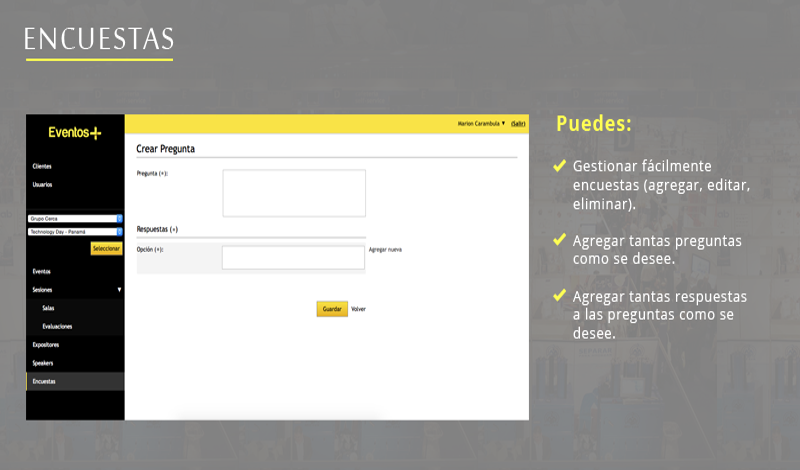 ENCUESTAS
Eventos+
Marion Carambula ▼ (Salir)
Clientes
Usuarios
Grupo Cerca
Technology Day - Panamá
Seleccionar
Eventos
Sesiones ▼
Salas
Evaluaciones
Expositores
Speakers
Encuestas
Crear Pregunta
Pregunta (*):
Respuestas (*)
Opción (*):
Agregar nueva
Guardar Volver
Puedes:
✔ Gestionar fácilmente
encuestas (agregar, editar,
eliminar).
✔ Agregar tantas preguntas
como se desee.
✔ Agregar tantas respuestas
a las preguntas como se
desee.